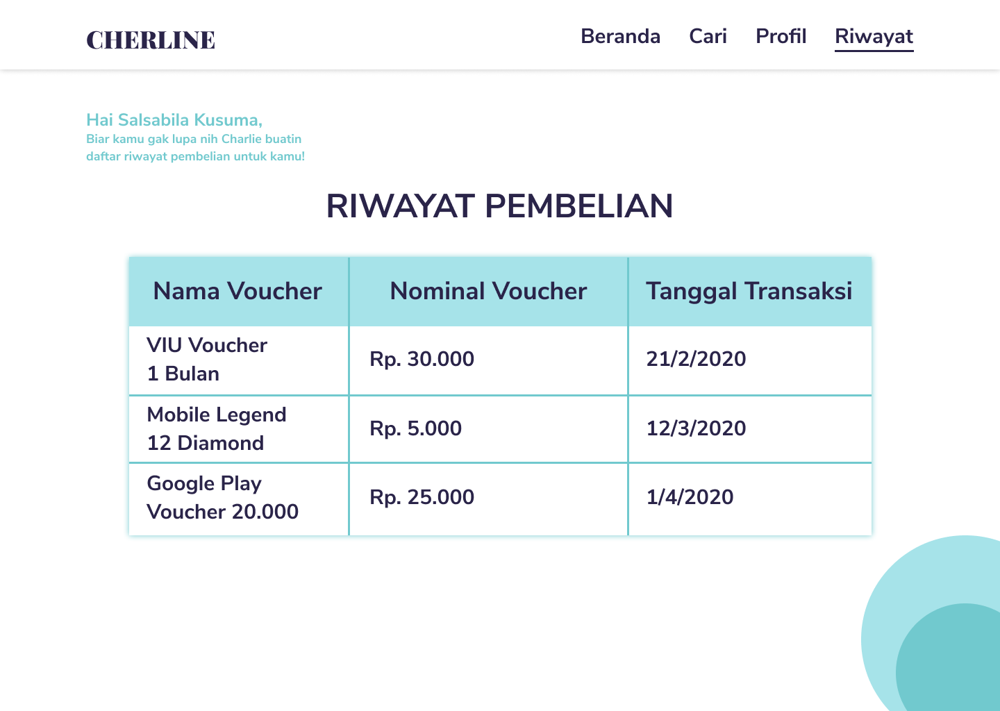 CHERLINE
Beranda Cari Profil Riwayat
Hai Salsabila Kusuma,
Biar kamu gak lupa nih Charlie buatin
daftar riwayat pembelian untuk kamu!
RIWAYAT PEMBELIAN
Nama Voucher Nominal Voucher Tanggal Transaksi
VIU Voucher
1 Bulan
Rp. 30.000
21/2/2020
Mobile Legend
12 Diamond
Rp. 5.000
12/3/2020
Google Play
Voucher 20.000
Rp. 25.000
1/4/2020